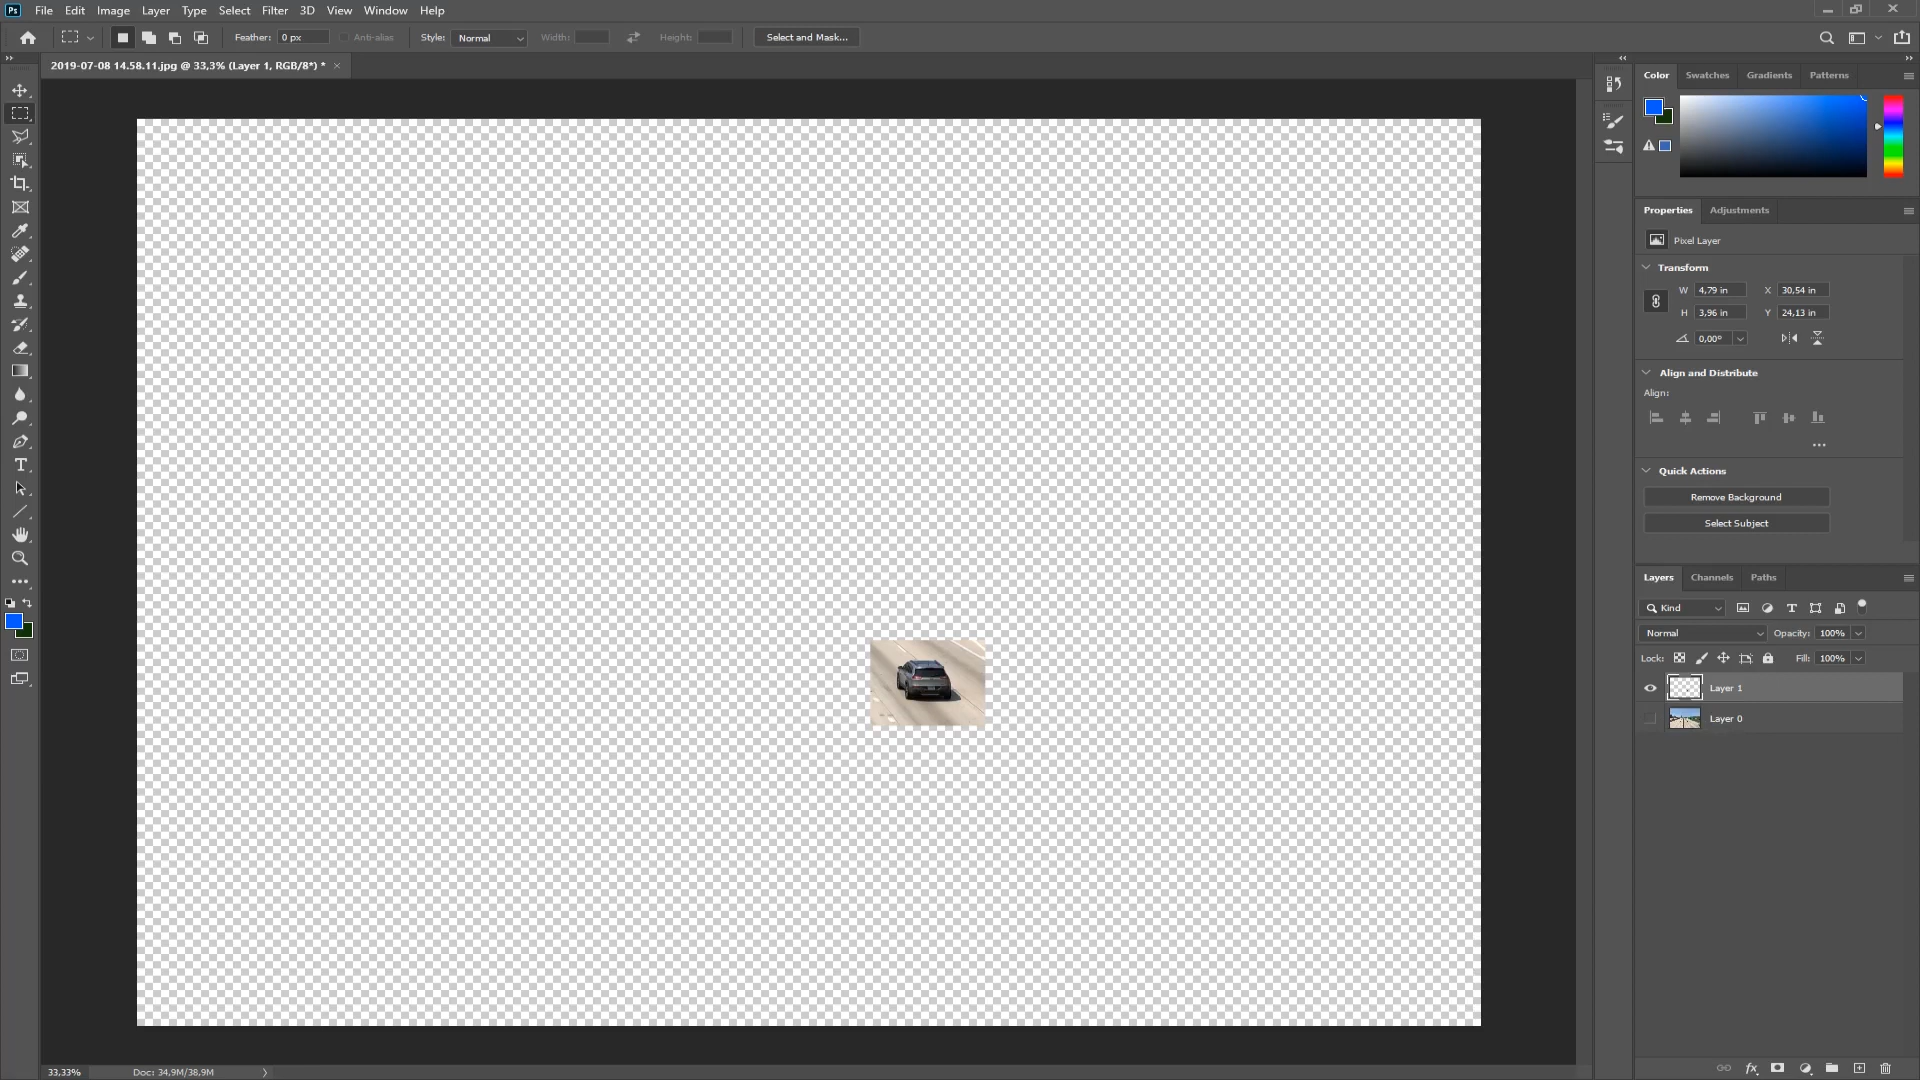 Ps File Edit Image Layer Type Select Filter 3D View Window Help
Feather: 0 px Anti-alias Style: Normal Width: Height: Select and Mask...
2019-07-08 14.58.11.jpg @ 33,3% (Layer 1, RGB/8*) * ×
Color Swatches Gradients Patterns
Properties Adjustments
Pixel Layer
Transform
W 4,79 in X 30,54 in
H 3,96 in Y 24,13 in
0,00°
Align and Distribute
Align:
Quick Actions
Remove Background
Select Subject
Layers Channels Paths
Kind
Normal Opacity: 100%
Lock: Fill: 100%
Layer 1
Layer 0
33,33% Doc: 34,9M/38,9M